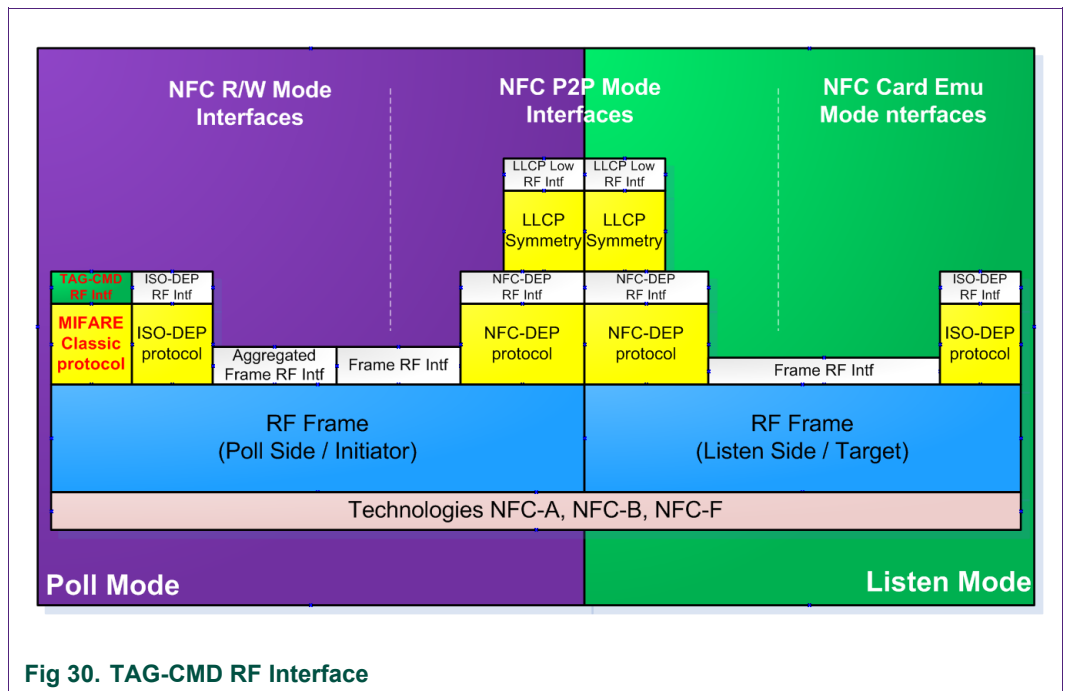 NFC R/W Mode
Interfaces
NFC P2P Mode
Interfaces
NFC Card Emu
Mode nterfaces
LLCP Low
RF Intf
LLCP Low
RF Intf
LLCP
Symmetry
LLCP
Symmetry
TAG-CMD
RF Intf
ISO-DEP
RF Intf
NFC-DEP
RF Intf
NFC-DEP
RF Intf
ISO-DEP
RF Intf
MIFARE
Classic
protocol
ISO-DEP
protocol
Aggregated
Frame RF Intf
Frame RF Intf
NFC-DEP
protocol
NFC-DEP
protocol
Frame RF Intf
ISO-DEP
protocol
RF Frame
(Poll Side / Initiator)
RF Frame
(Listen Side / Target)
Technologies NFC-A, NFC-B, NFC-F
Poll Mode
Listen Mode
Fig 30. TAG-CMD RF Interface